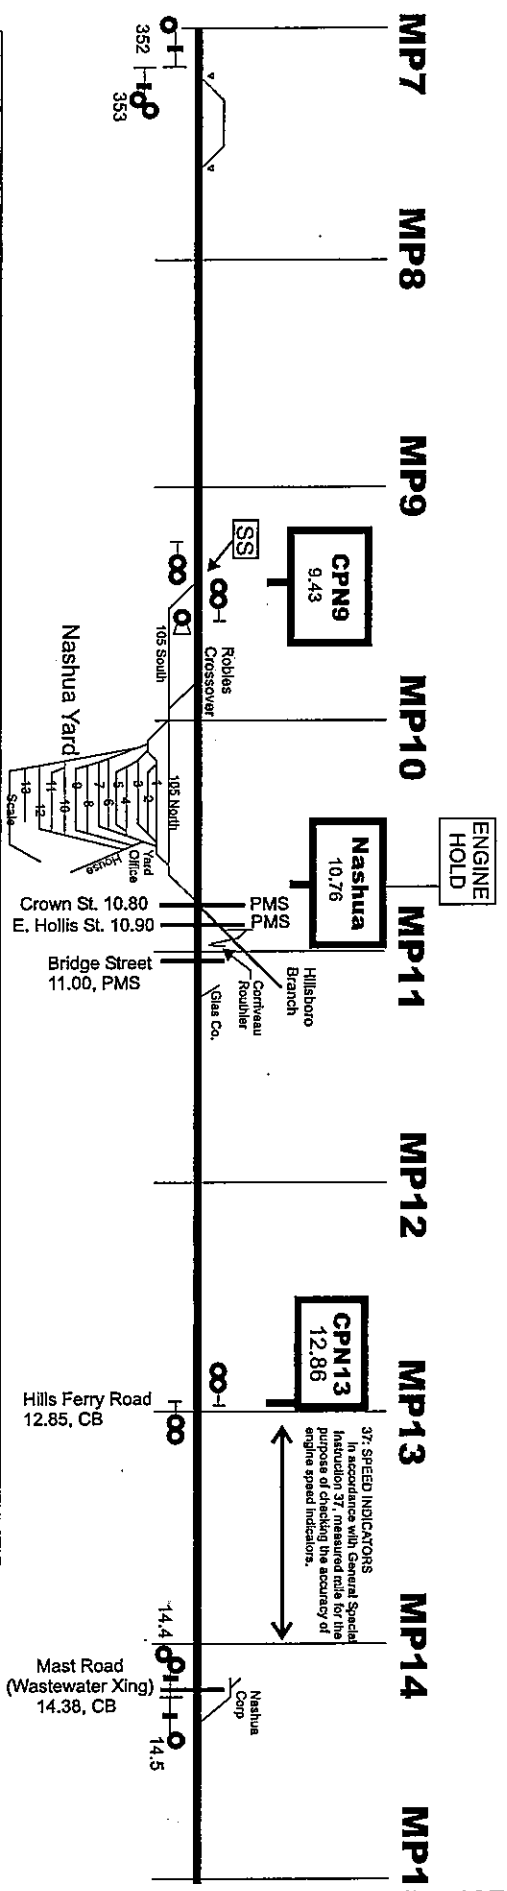 MP7
352
353
MP8
MP9
CPN9
9.43
SS
Robles
Crossover
105 South
MP10
Nashua Yard
105 North
1
2
3
4
5
6
7
8
9
10
11
12
13
Scale
Yard
Office
House
ENGINE
HOLD
Nashua
10.76
MP11
Crown St. 10.80
PMS
E. Hollis St. 10.90
PMS
Bridge Street
11.00, PMS
Hillsboro
Branch
Corriveau
Routhier
Glas Co.
MP12
CPN13
12.86
MP13
Hills Ferry Road
12.85, CB
37: SPEED INDICATORS
In accordance with General Special
Instruction 37, measured mile for the
purpose of checking the accuracy of
engine speed indicators.
MP14
14.4
Mast Road
(Wastewater Xing)
14.38, CB
14.5
Nashua
Corp
MP1